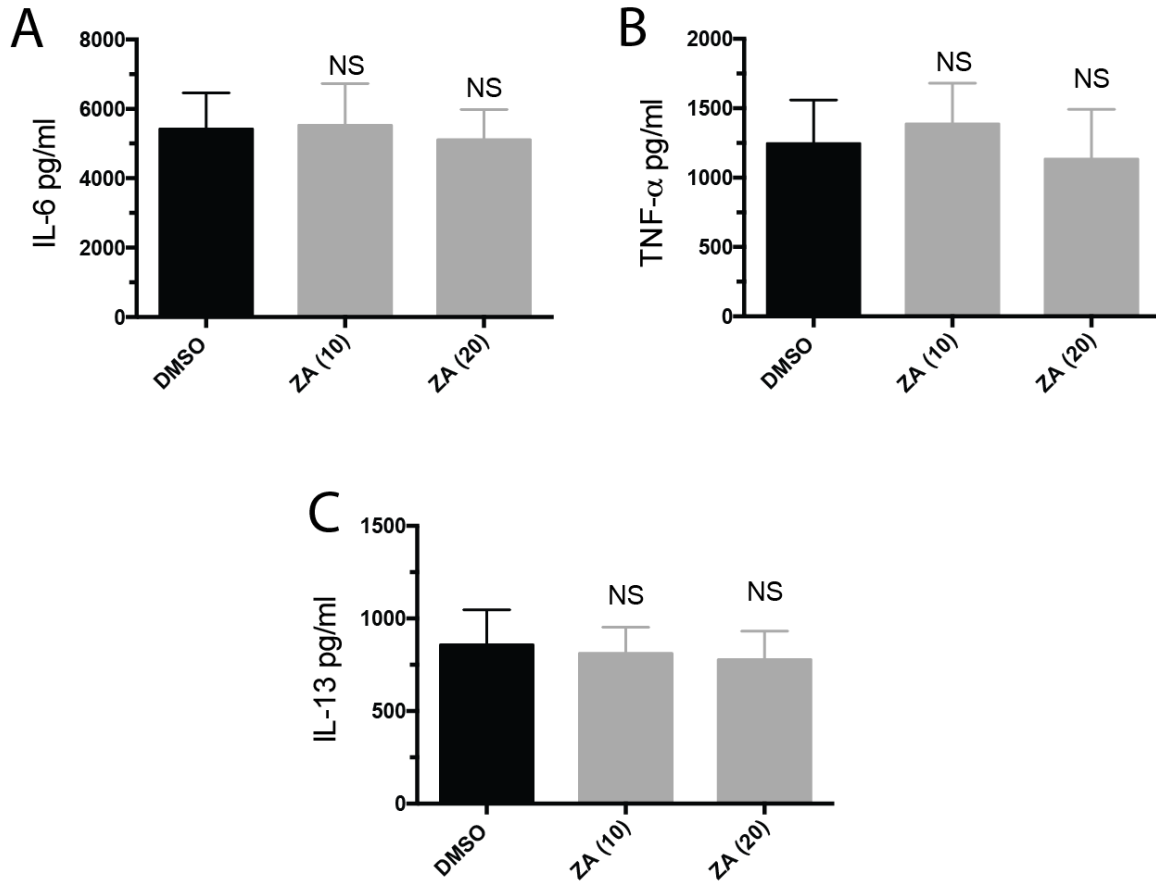 A
IL-6 pg/ml
8000
6000
4000
2000
0
NS
NS
DMSO
ZA (10)
ZA (20)
B
TNF-α pg/ml
2000
1500
1000
500
0
NS
NS
DMSO
ZA (10)
ZA (20)
C
IL-13 pg/ml
1500
1000
500
0
NS
NS
DMSO
ZA (10)
ZA (20)